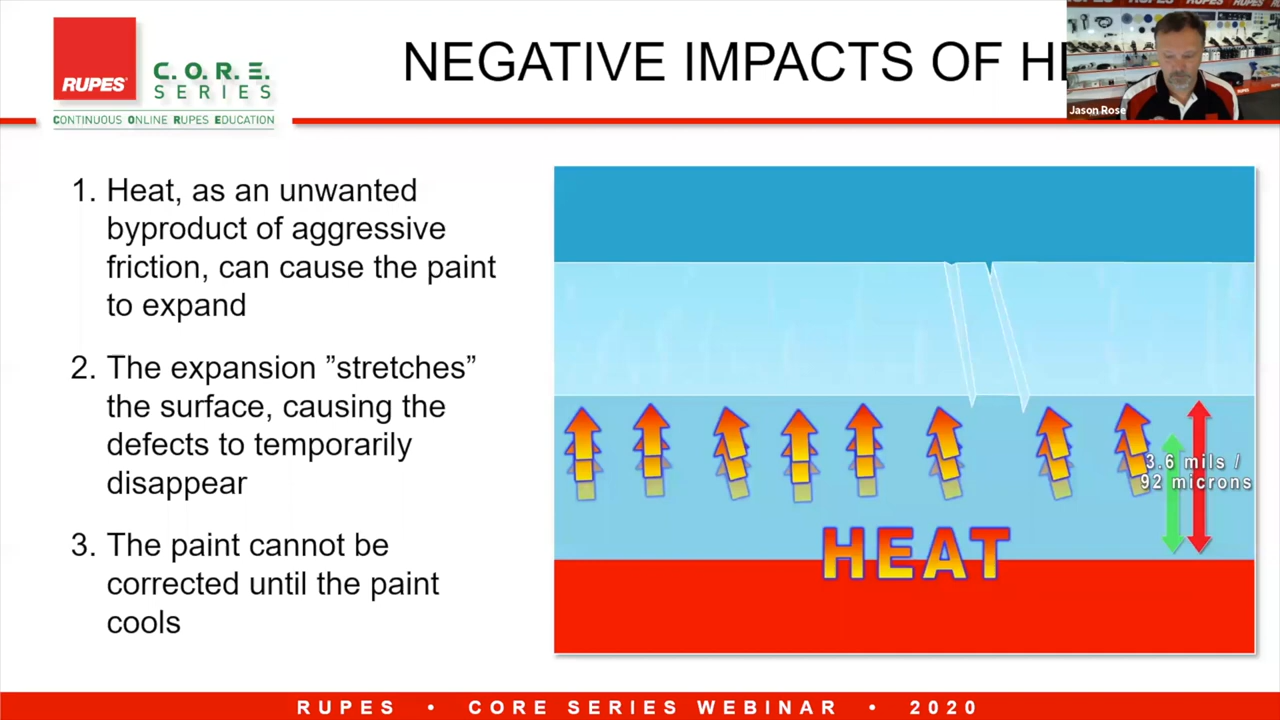 RUPES
C.O.R.E.
SERIES
CONTINUOUS ONLINE RUPES EDUCATION
NEGATIVE IMPACTS OF
Jason Rose
1. Heat, as an unwanted
byproduct of aggressive
friction, can cause the paint
to expand
2. The expansion ”stretches”
the surface, causing the
defects to temporarily
disappear
3. The paint cannot be
corrected until the paint
cools
3.6 mils /
92 microns
HEAT
RUPES • CORE SERIES WEBINAR • 2020